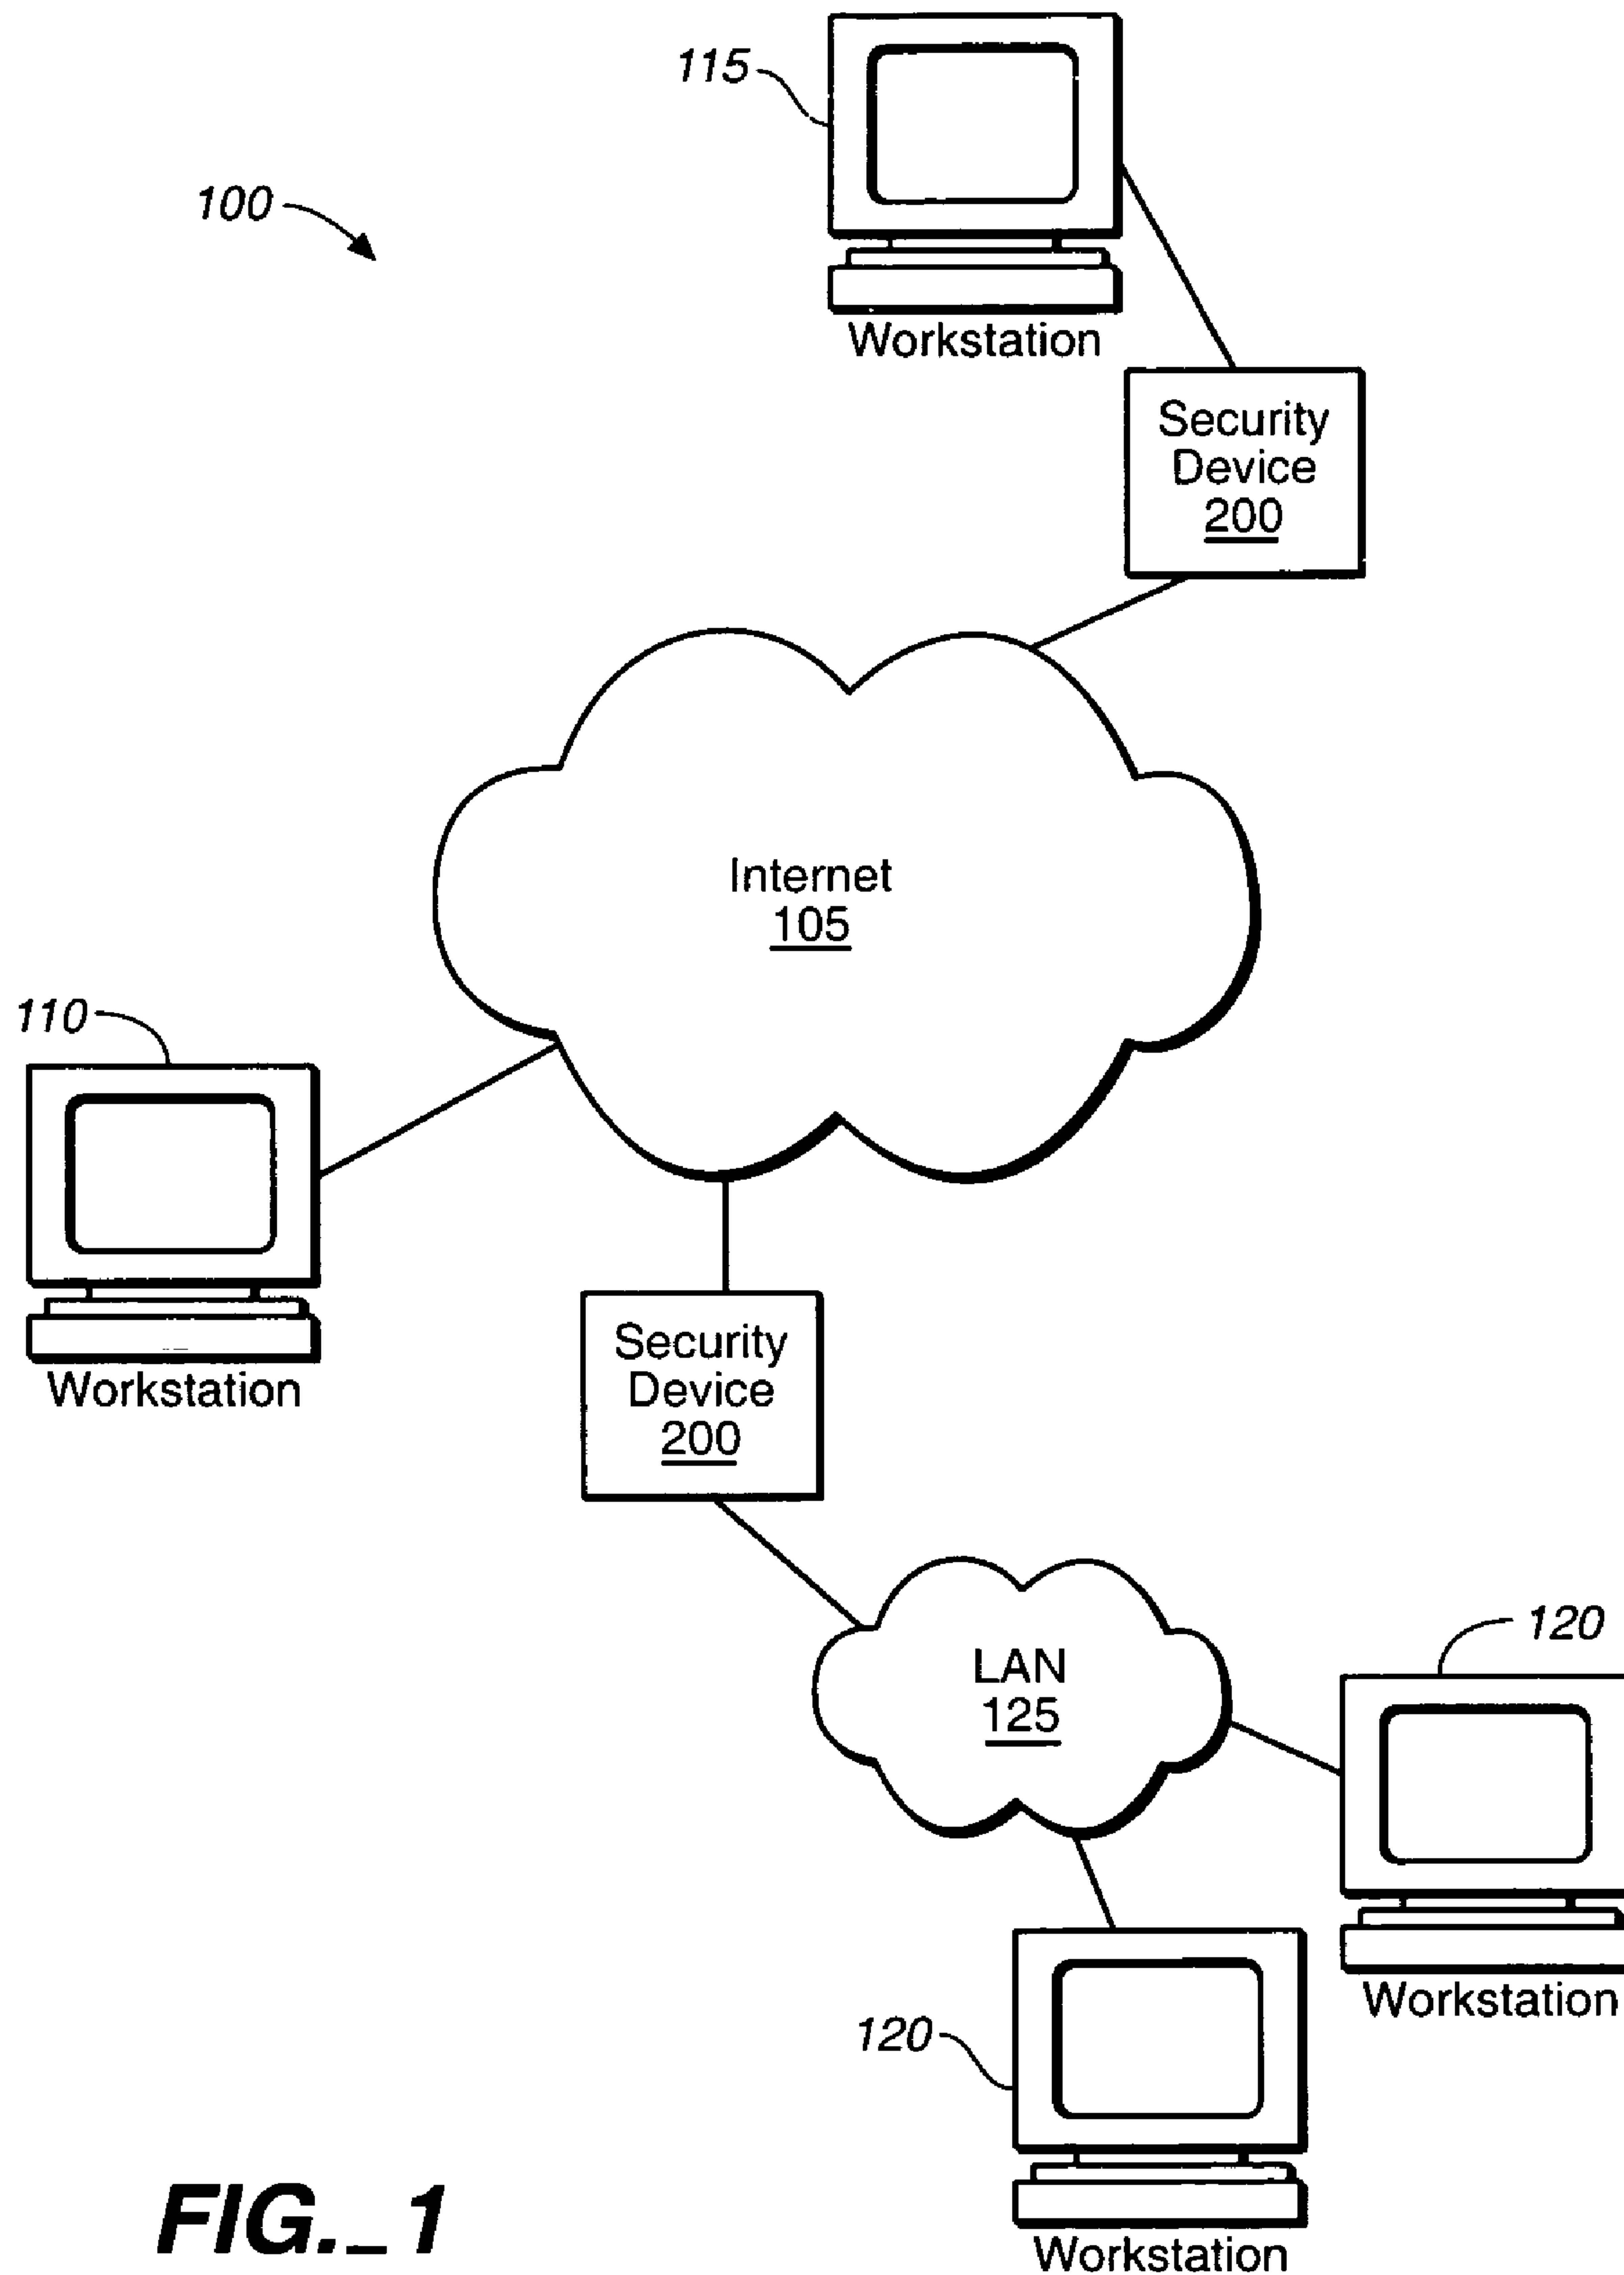 115
100
Workstation
Security
Device
200
Internet
105
110
Workstation
Security
Device
200
LAN
125
120
Workstation
120
Workstation
FIG._1